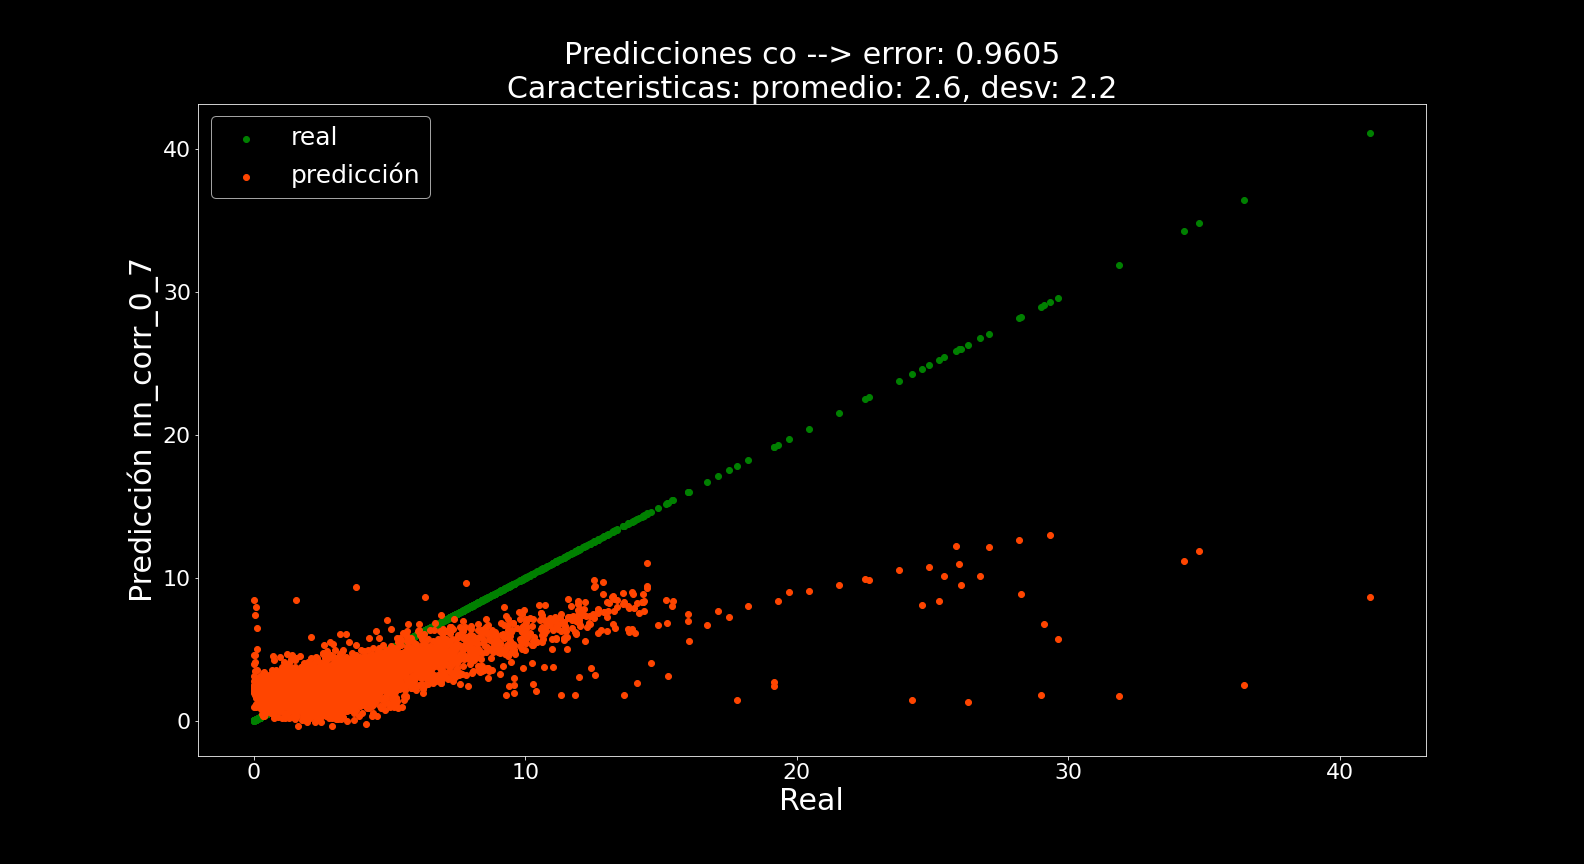 Predicciones co --> error: 0.9605
Caracteristicas: promedio: 2.6, desv: 2.2
real
predicción
Predicción nn_corr_0_7
40
30
20
10
0
0 10 20 30 40
Real